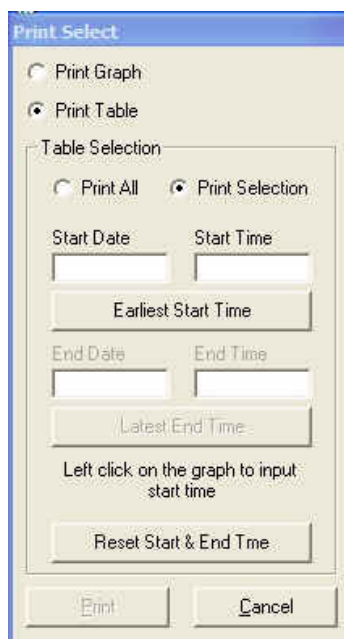 Print Select
Print Graph
Print Table
Table Selection
Print All Print Selection
Start Date Start Time
Earliest Start Time
End Date End Time
Latest End Time
Left click on the graph to input
start time
Reset Start & End Tme
Print Cancel